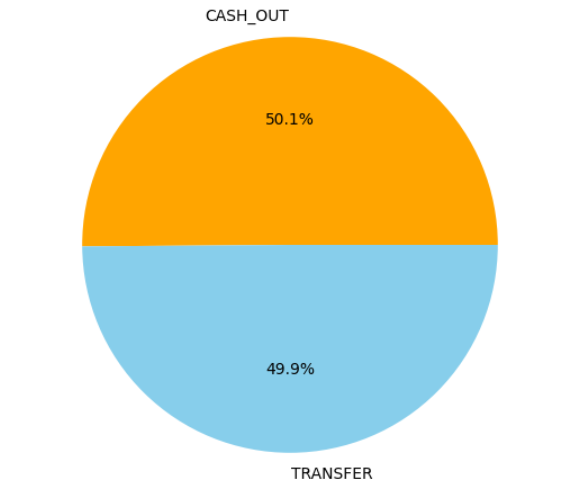 CASH_OUT
50.1%
49.9%
TRANSFER